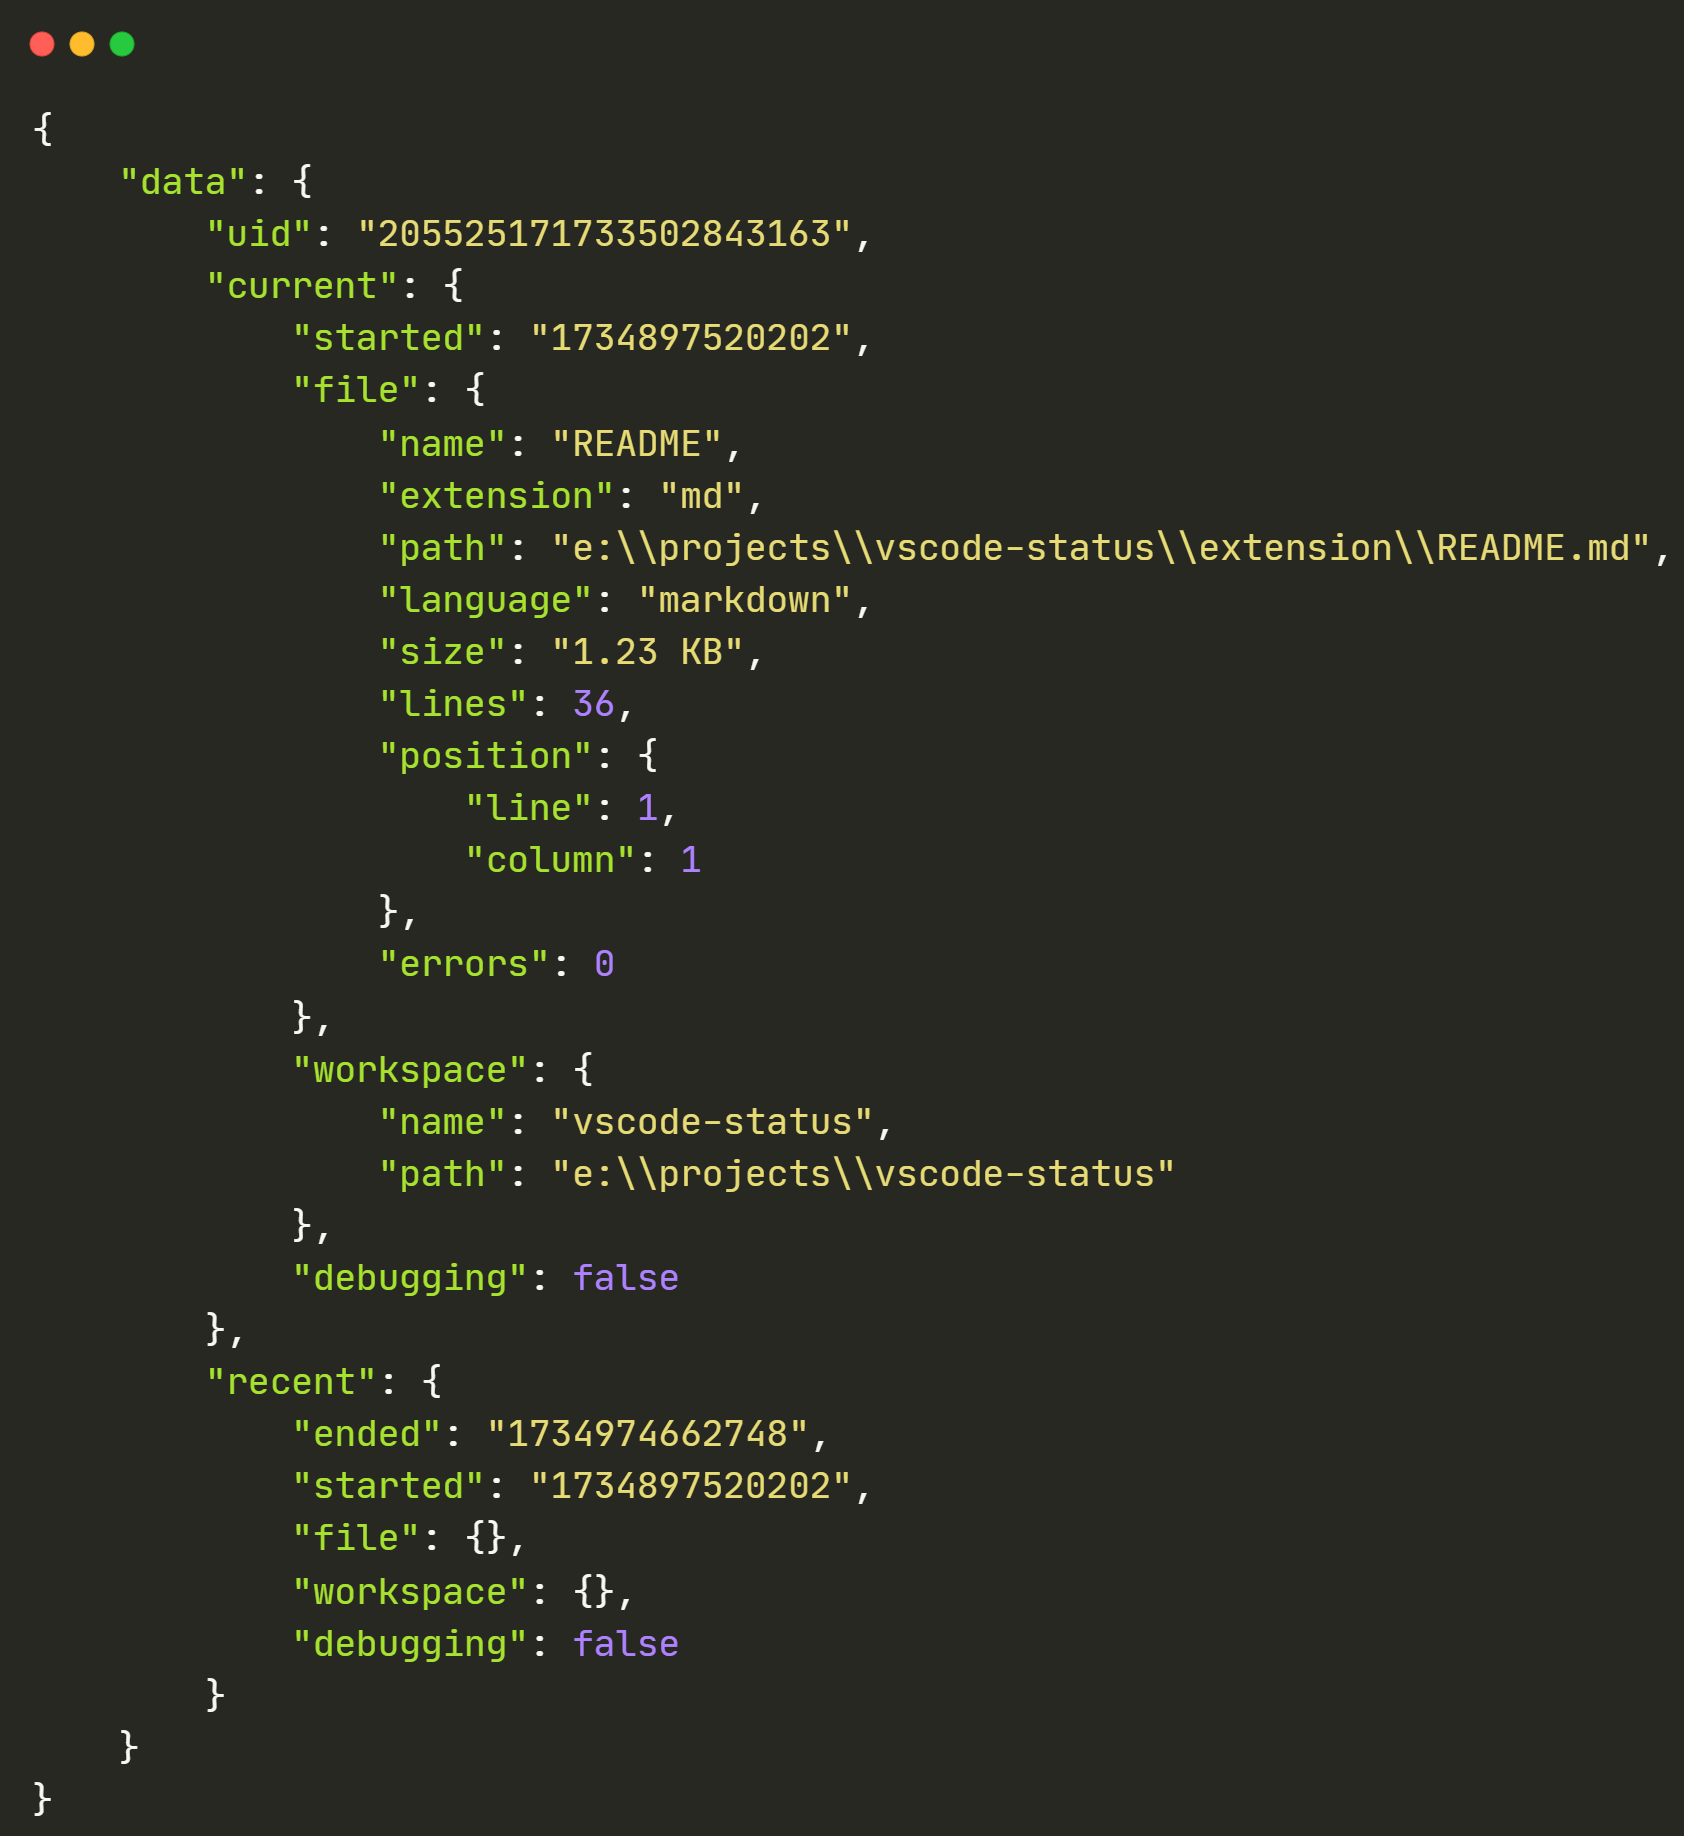 {
    "data": {
        "uid": "2055251717733502843163",
        "current": {
            "started": "1734897520202",
            "file": {
                "name": "README",
                "extension": "md",
                "path": "e:\\projects\\vscode-status\\extension\\README.md",
                "language": "markdown",
                "size": "1.23 KB",
                "lines": 36,
                "position": {
                    "line": 1,
                    "column": 1
                },
                "errors": 0
            },
            "workspace": {
                "name": "vscode-status",
                "path": "e:\\projects\\vscode-status"
            },
            "debugging": false
        },
        "recent": {
            "ended": "1734974662748",
            "started": "1734897520202",
            "file": {},
            "workspace": {},
            "debugging": false
        }
    }
}